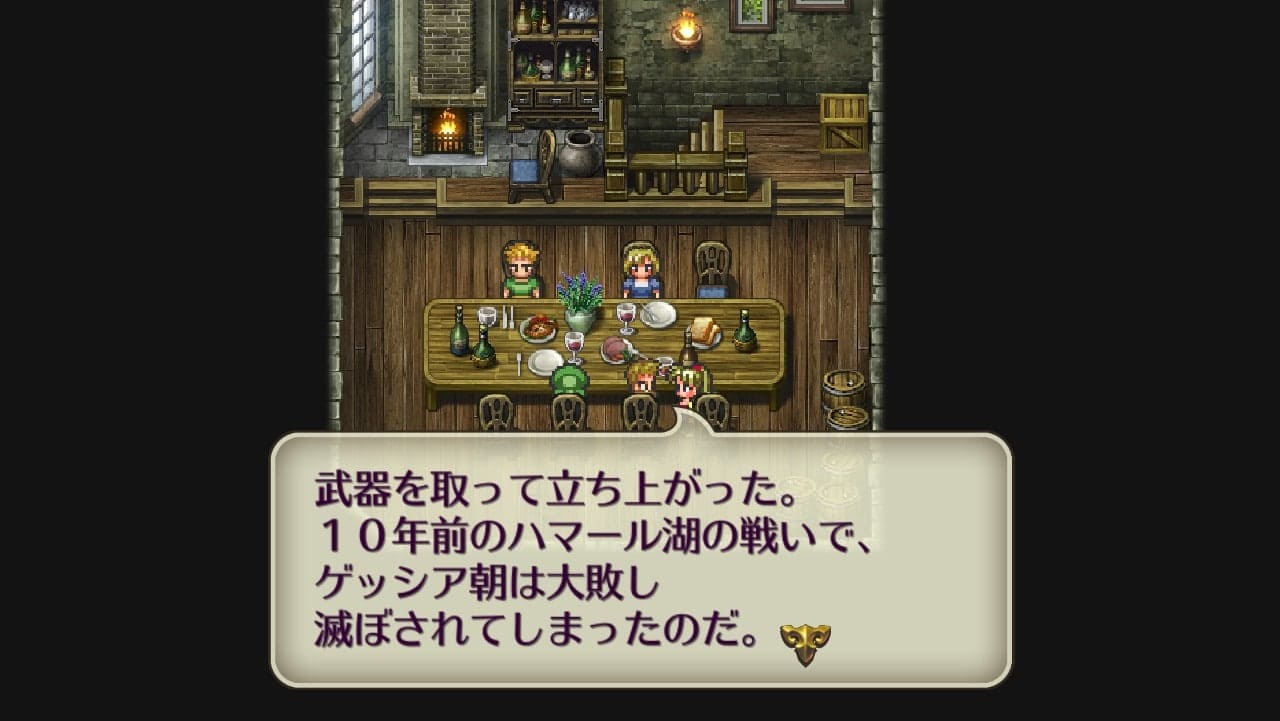 武器を取って立ち上がった。
１０年前のハマール湖の戦いで、
ゲッシア朝は大敗し
滅ぼされてしまったのだ。